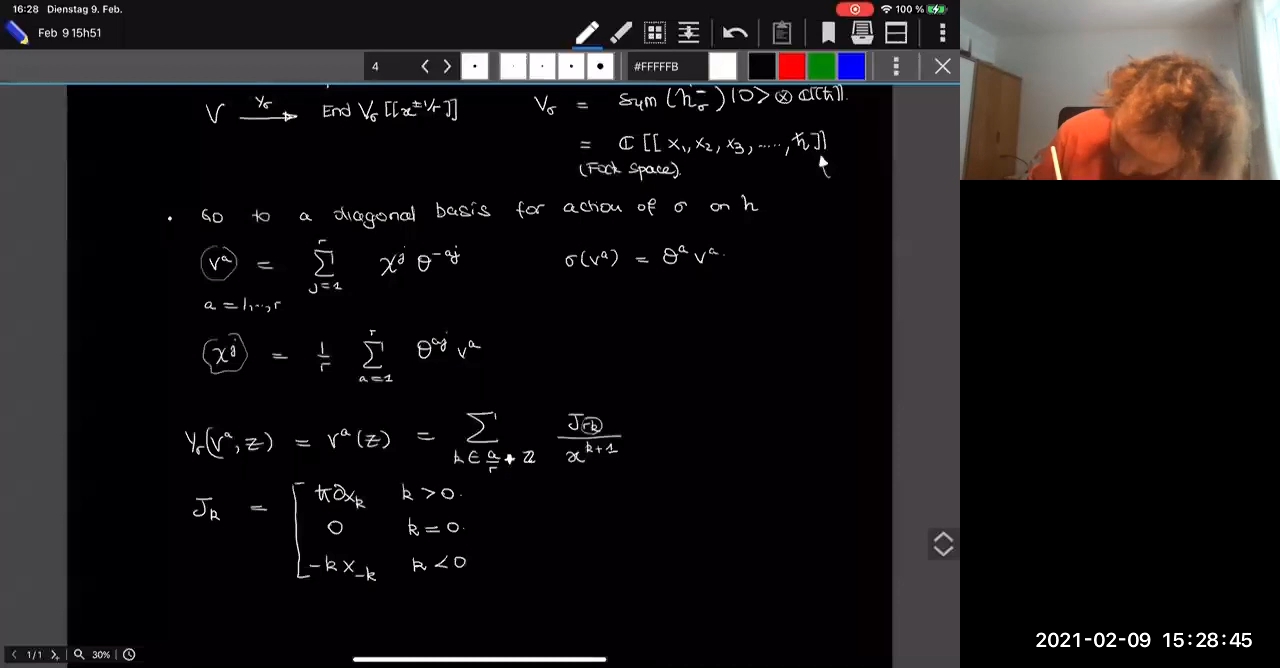 16:28 Dienstag 9. Feb.
100 %
Feb 9 15h51
4
#FFFFFB
V —Yσ→ End Vσ [[x^{±1/r}]]
Vσ = Sym(ħσ^-)|0> ⊗ ℂ[[ħ]].
= ℂ[[x₁, x₂, x₃, ....., ħ]]
(Fock space).
. Go to a diagonal basis for action of σ on h
v^a = Σ_{j=1}^{r} χ^j θ^{-aj} σ(v^a) = θ^a v^a.
a = 1,..,r
χ^j = 1/r Σ_{a=1}^{r} θ^{aj} v^a
Yσ(v^a, z) = v^a(z) = Σ_{k ∈ a/r + ℤ} J_{rk} / x^{k+1}
J_k = [ ħ∂x_k k > 0.
0 k = 0.
-k x_{-k} k < 0
1/1
30%
2021-02-09 15:28:45